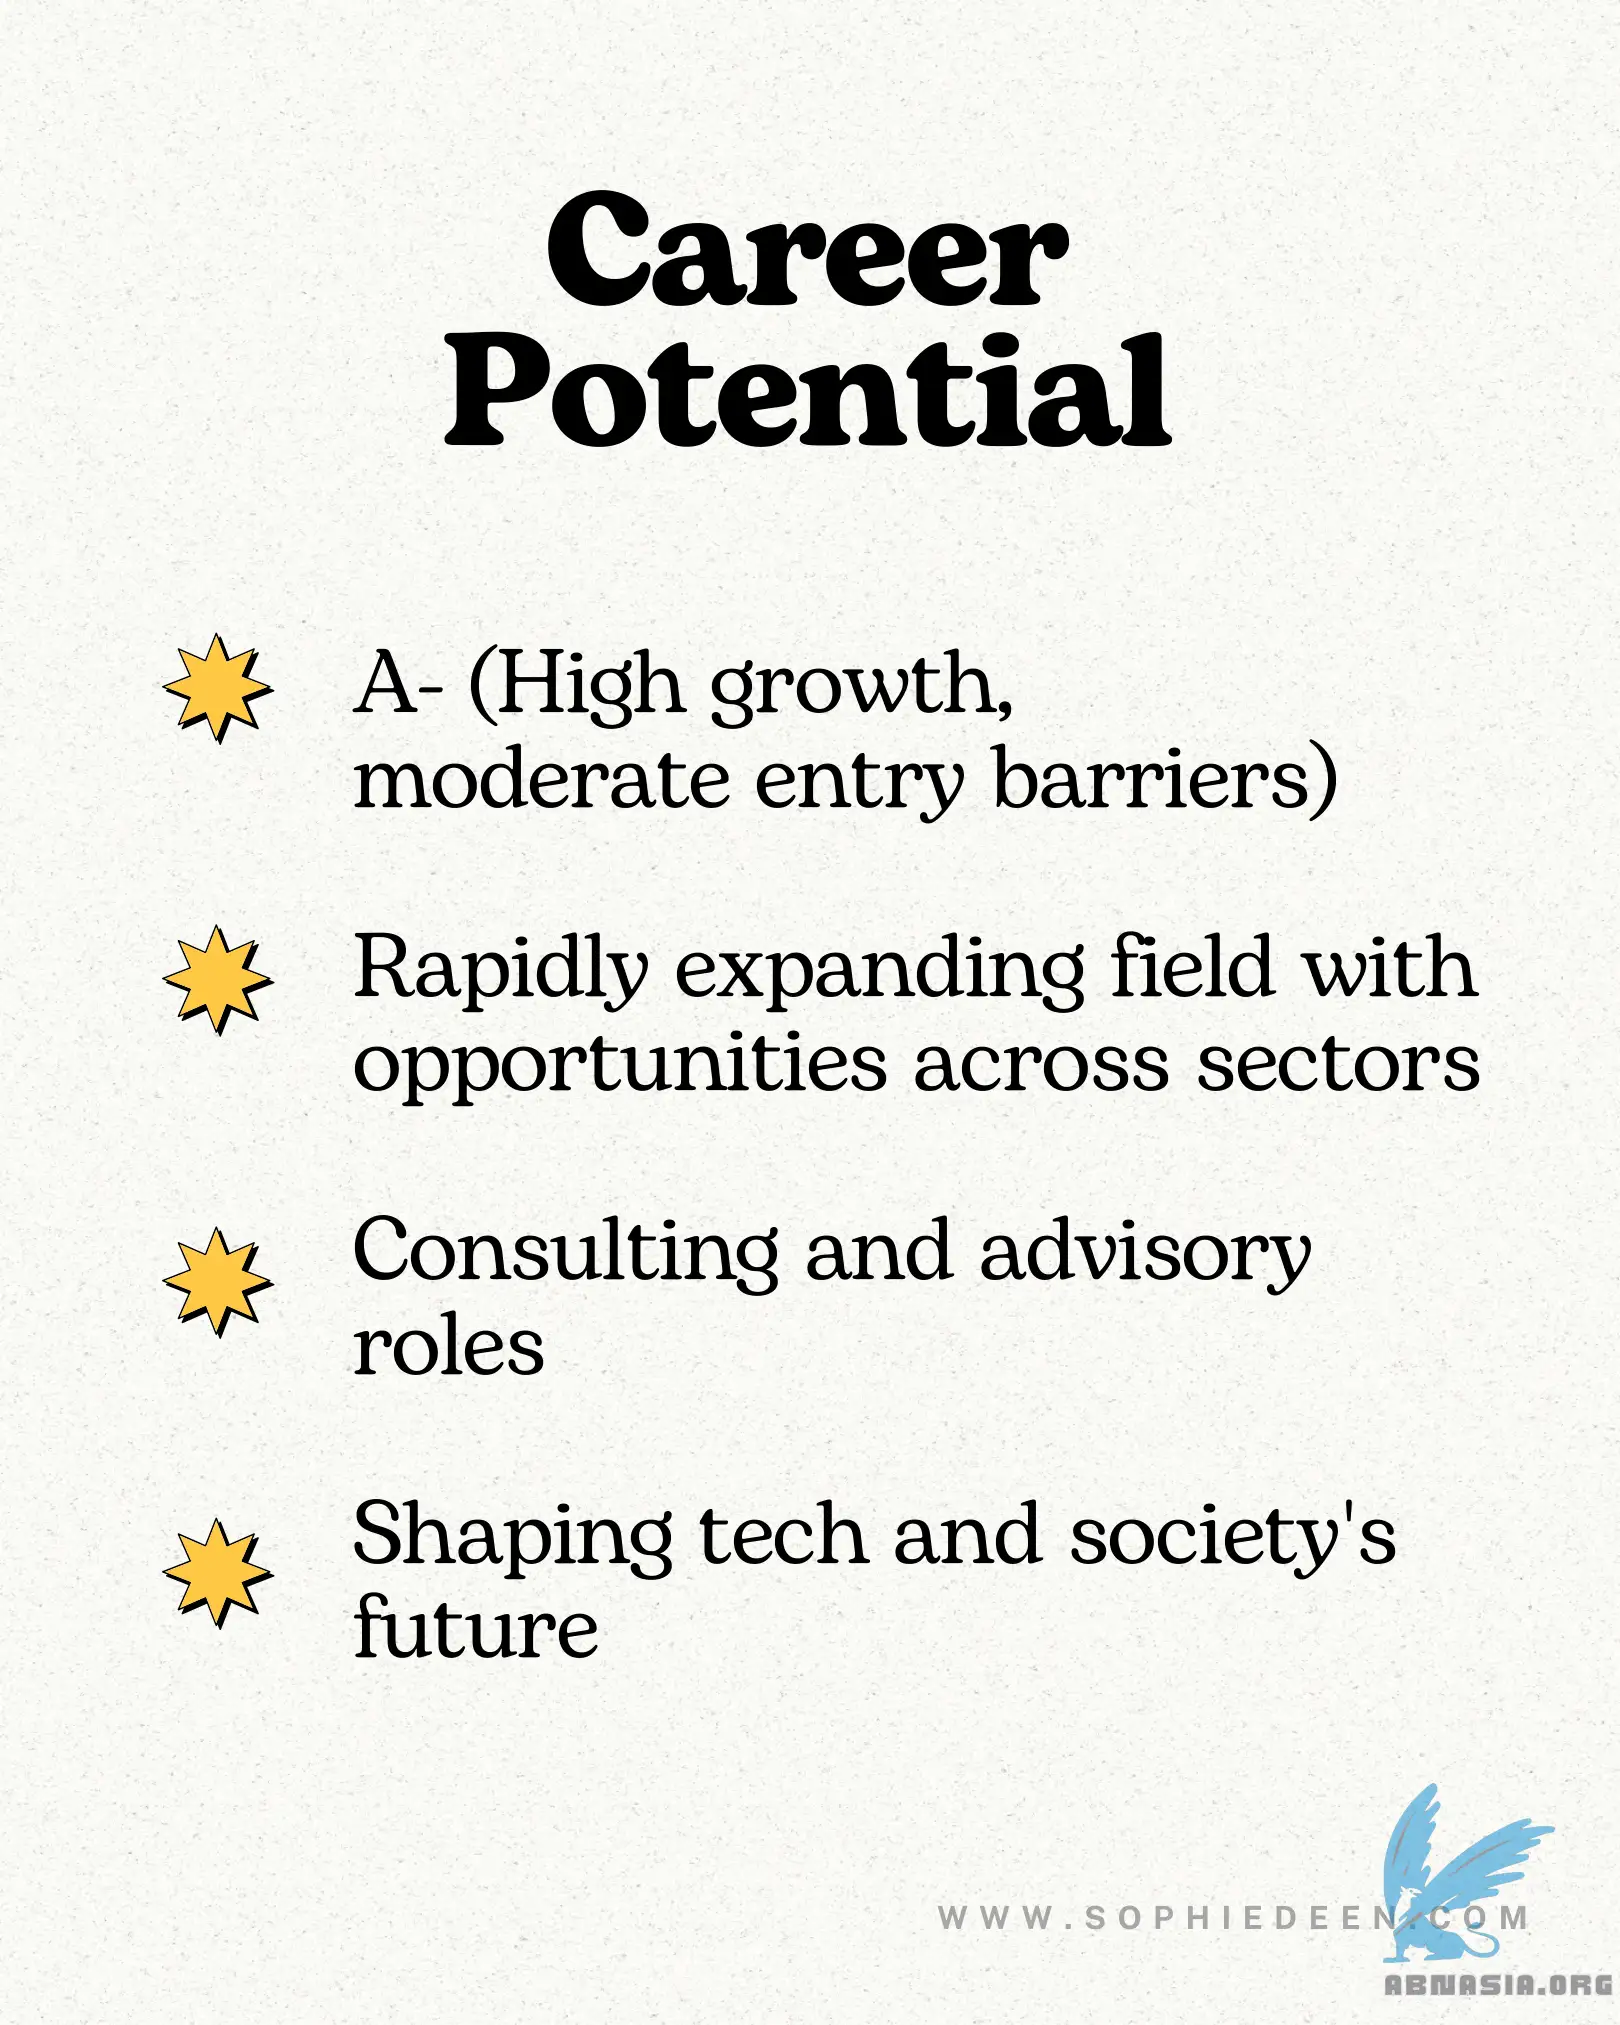 Career
Potential
A- (High growth,
moderate entry barriers)
Rapidly expanding field with
opportunities across sectors
Consulting and advisory
roles
Shaping tech and society's
future
WWW.SOPHIEDEEN.COM
ABNASIA.ORG